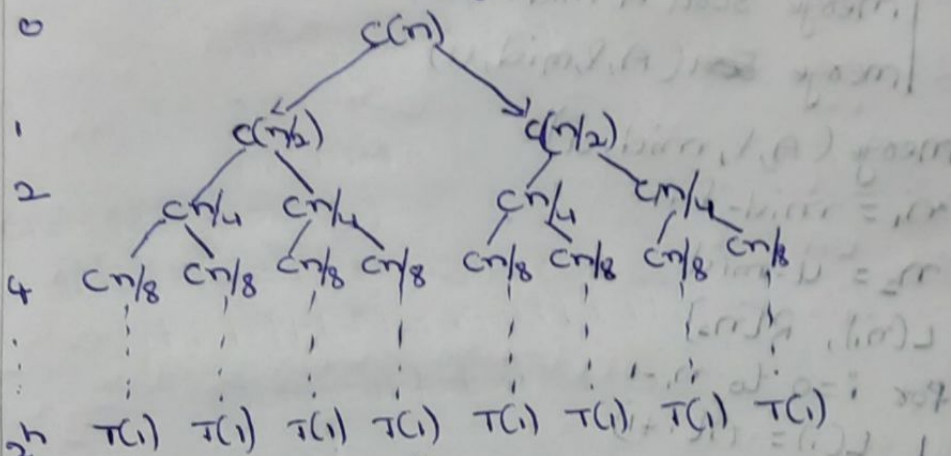 0 C(n)
1 C(n/2) C(n/2)
2 Cn/4 Cn/4 Cn/4 Cn/4
4 Cn/8 Cn/8 Cn/8 Cn/8 Cn/8 Cn/8 Cn/8 Cn/8
2^h T(1) T(1) T(1) T(1) T(1) T(1) T(1) T(1)